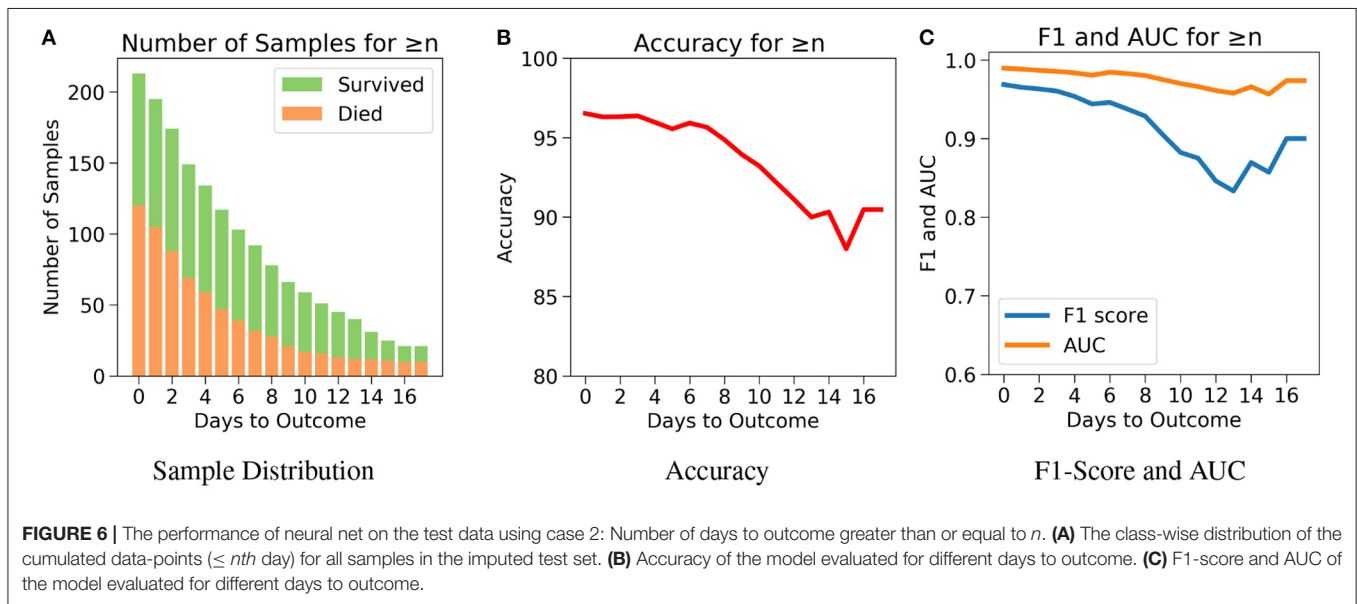 A
Number of Samples for ≥n
Survived
Died
Number of Samples
200
150
100
50
0
0 2 4 6 8 10 12 14 16
Days to Outcome
Sample Distribution
B
Accuracy for ≥n
Accuracy
100
95
90
85
80
0 2 4 6 8 10 12 14 16
Days to Outcome
Accuracy
C
F1 and AUC for ≥n
F1 and AUC
1.0
0.9
0.8
0.7
0.6
F1 score
AUC
0 2 4 6 8 10 12 14 16
Days to Outcome
F1-Score and AUC
FIGURE 6 | The performance of neural net on the test data using case 2: Number of days to outcome greater than or equal to n. (A) The class-wise distribution of the
cumulated data-points (≤ nth day) for all samples in the imputed test set. (B) Accuracy of the model evaluated for different days to outcome. (C) F1-score and AUC of
the model evaluated for different days to outcome.